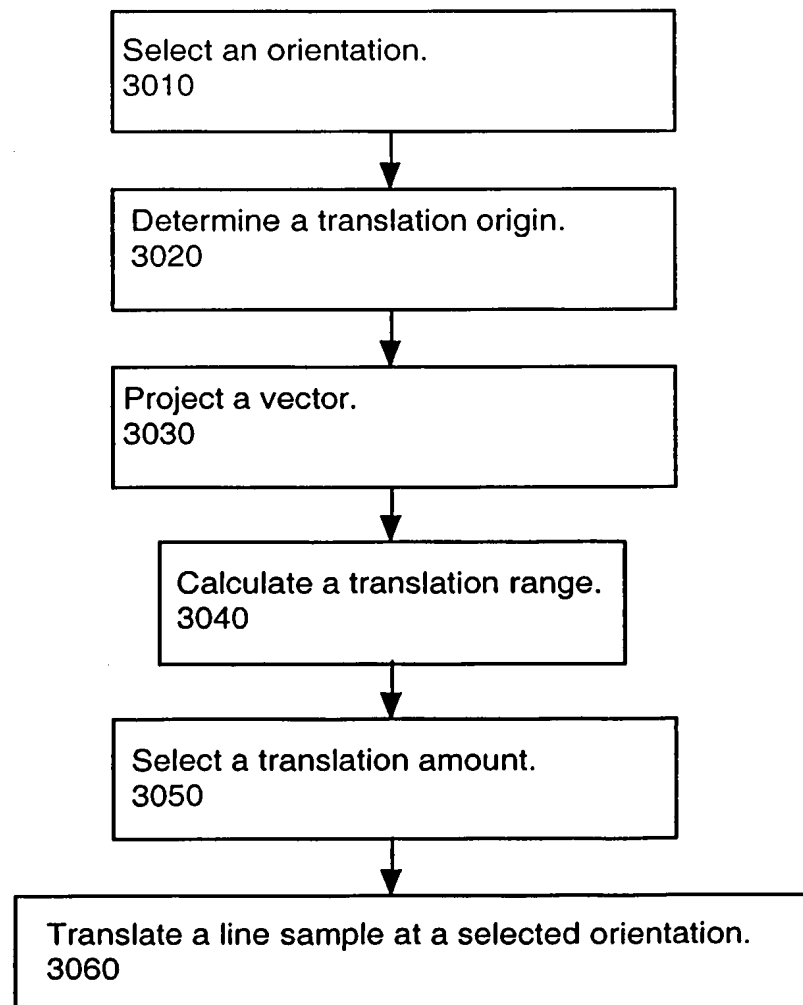 Select an orientation.
3010
Determine a translation origin.
3020
Project a vector.
3030
Calculate a translation range.
3040
Select a translation amount.
3050
Translate a line sample at a selected orientation.
3060